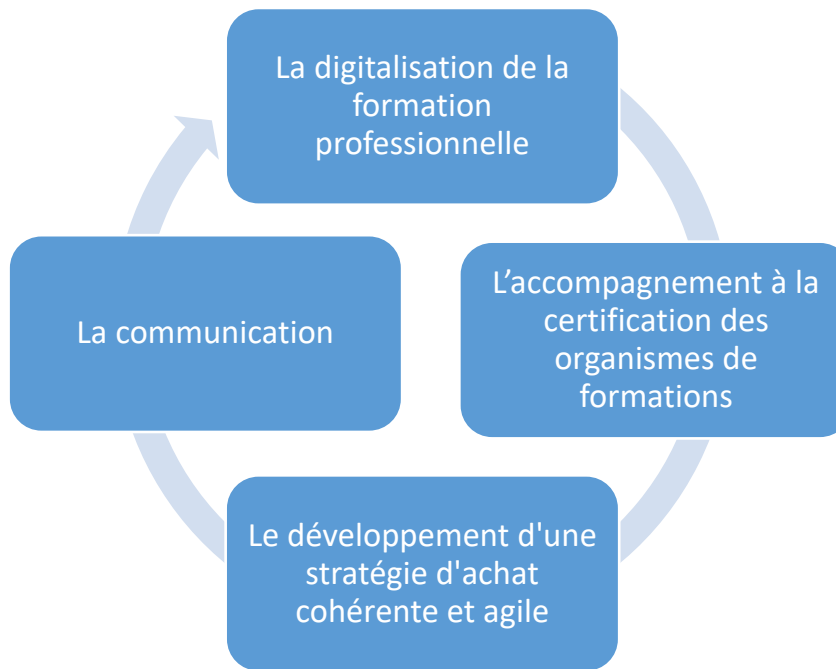 La digitalisation de la
formation
professionnelle
L’accompagnement à la
certification des
organismes de
formations
Le développement d'une
stratégie d'achat
cohérente et agile
La communication